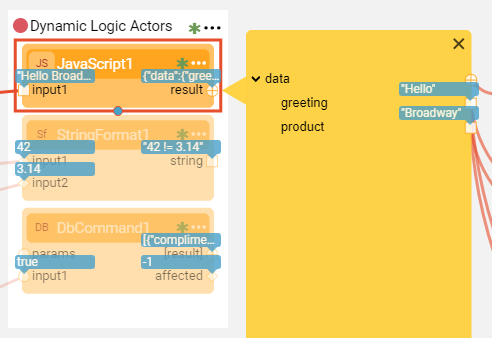 Dynamic Logic Actors
JS JavaScript1
"Hello Broad... {"data":{"gree...
input1 result
Sf StringFormat1
42 "42 != 3.14"
input1 string
3.14
input2
DB DbCommand1
[{"complime...
params [result]
true -1
input1 affected
data
"Hello"
greeting
"Broadway"
product